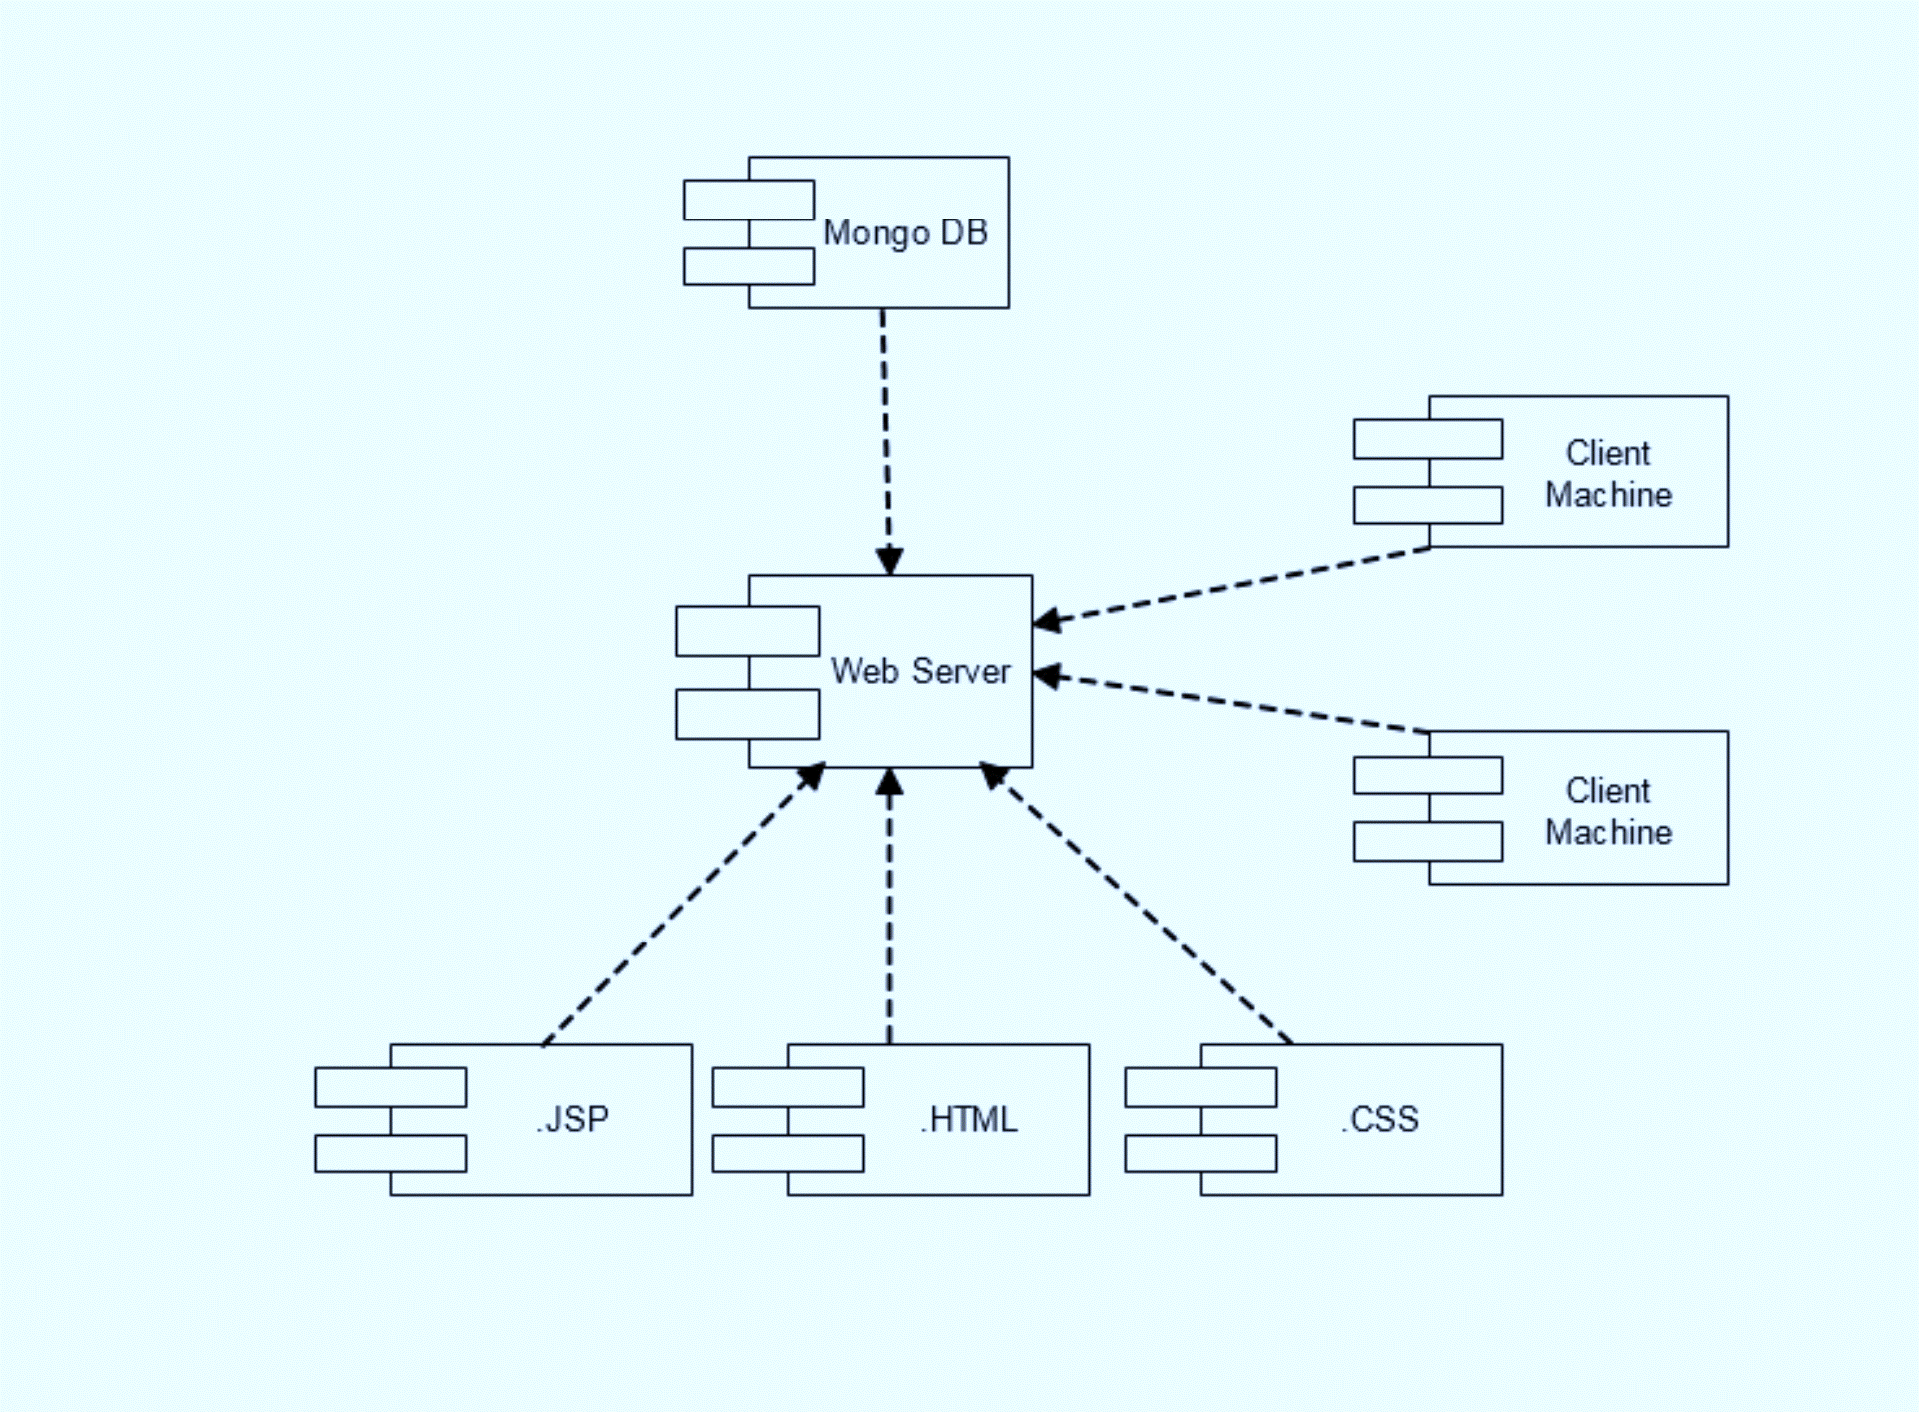 Mongo DB
Client
Machine
Web Server
Client
Machine
.JSP
.HTML
.CSS